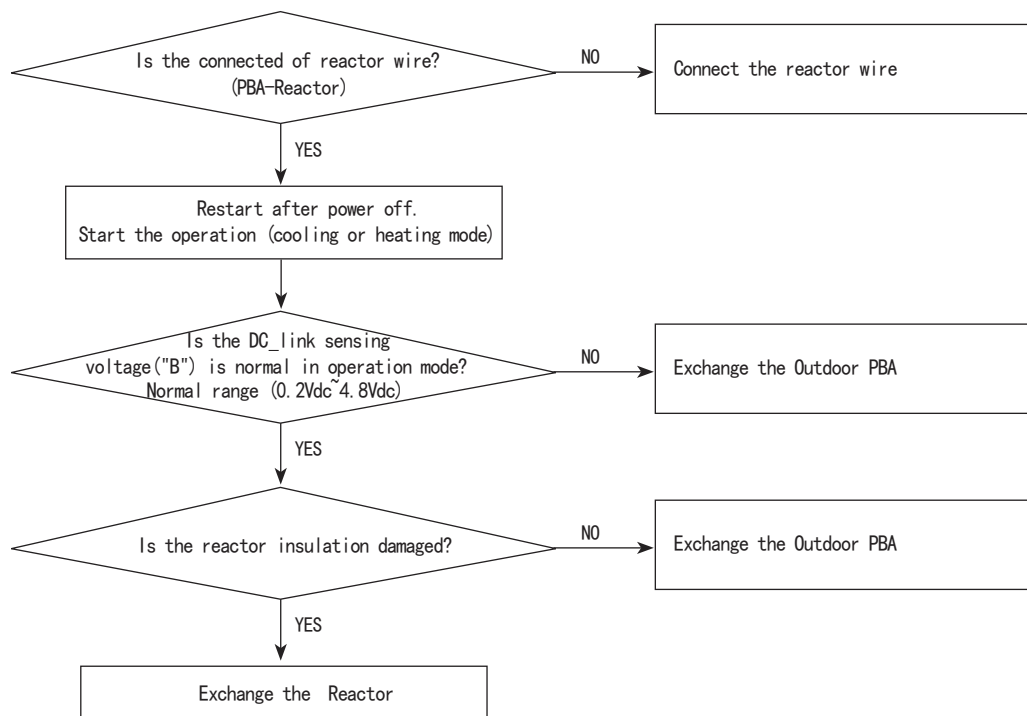 Is the connected of reactor wire?
(PBA-Reactor)
NO
Connect the reactor wire
YES
Restart after power off.
Start the operation (cooling or heating mode)
Is the DC_link sensing
voltage("B") is normal in operation mode?
Normal range (0.2Vdc~4.8Vdc)
NO
Exchange the Outdoor PBA
YES
Is the reactor insulation damaged?
NO
Exchange the Outdoor PBA
YES
Exchange the Reactor